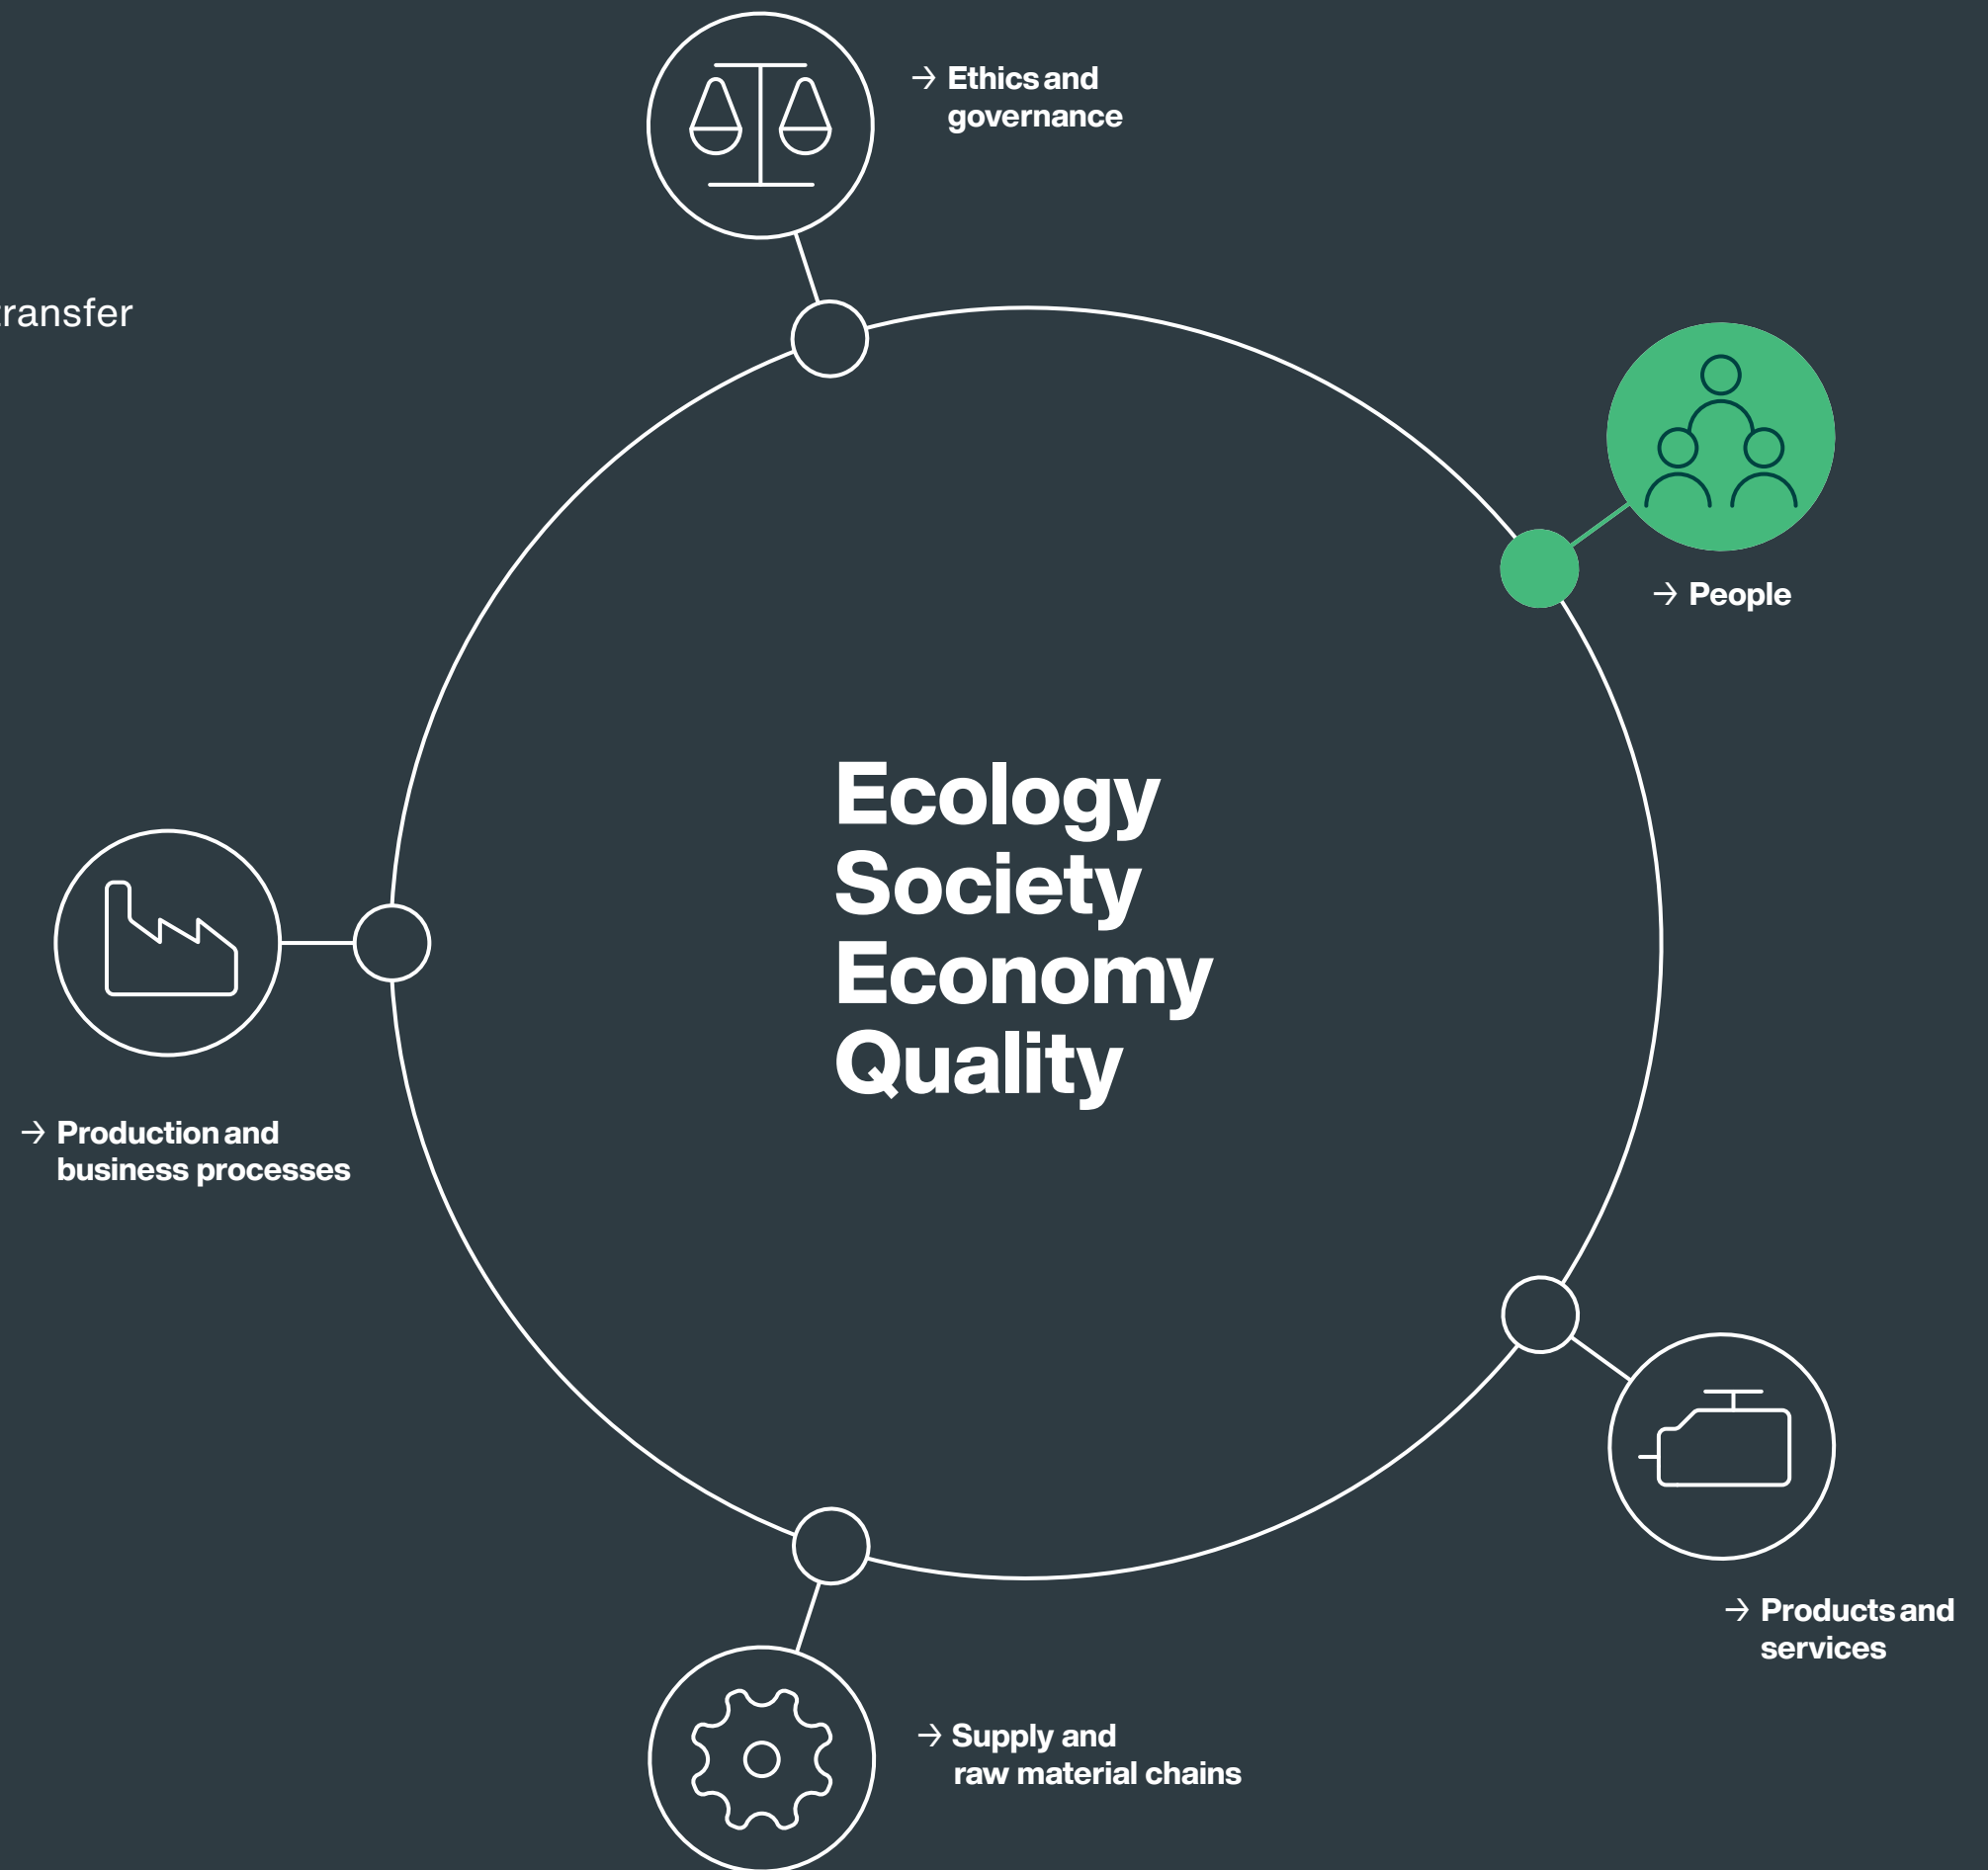 → Ethics and
governance
transfer
→ People
Ecology
Society
Economy
Quality
→ Production and
business processes
→ Products and
services
→ Supply and
raw material chains